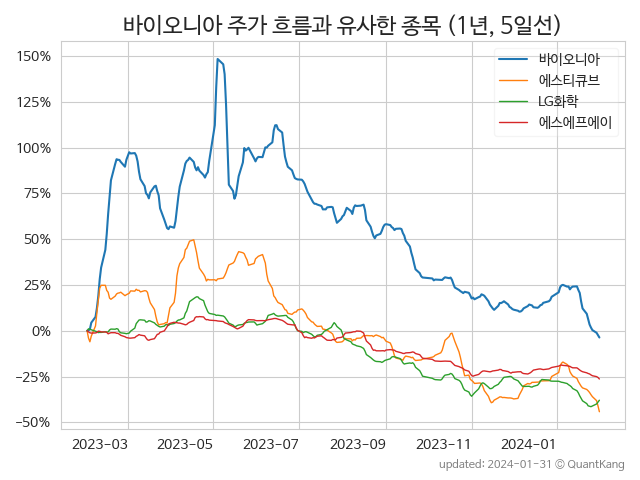 바이오니아 주가 흐름과 유사한 종목 (1년, 5일선)
바이오니아
에스티큐브
LG화학
에스에프에이
150%
125%
100%
75%
50%
25%
0%
−25%
−50%
2023-03 2023-05 2023-07 2023-09 2023-11 2024-01
updated: 2024-01-31 © QuantKang